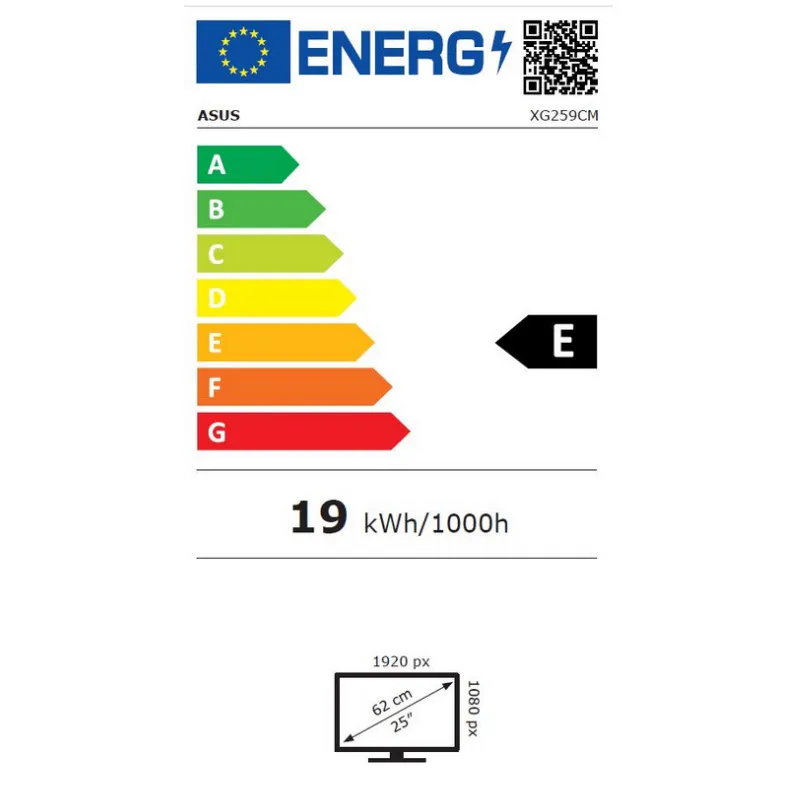 ENERG
ASUS XG259CM
A
B
C
D
E
E
F
G
19 kWh/1000h
1920 px
62 cm
25"
1080 px